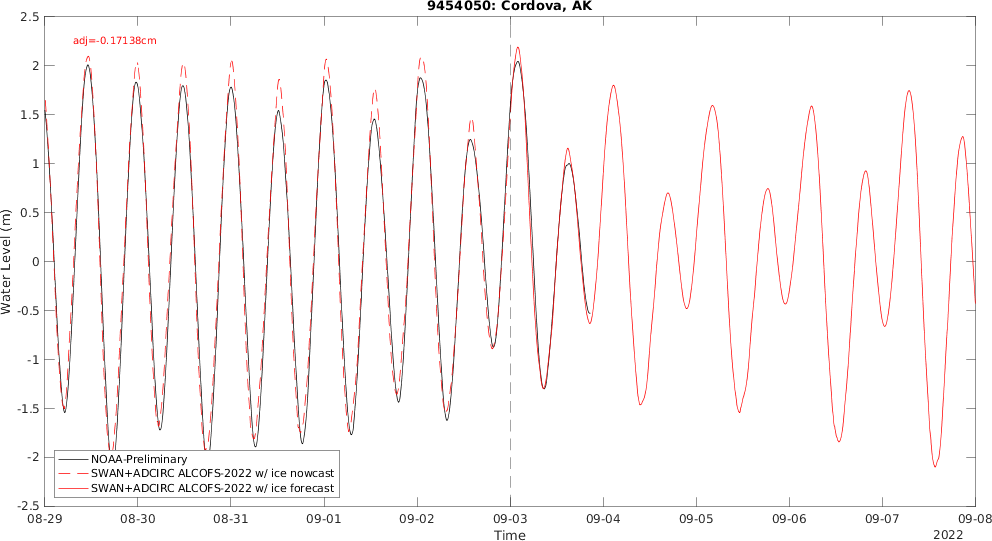 9454050: Cordova, AK
adj=-0.17138cm
2.5
2
1.5
1
0.5
0
-0.5
-1
-1.5
-2
-2.5
Water Level (m)
NOAA-Preliminary
SWAN+ADCIRC ALCOFS-2022 w/ ice nowcast
SWAN+ADCIRC ALCOFS-2022 w/ ice forecast
08-29 08-30 08-31 09-01 09-02 09-03 09-04 09-05 09-06 09-07 09-08
Time
2022